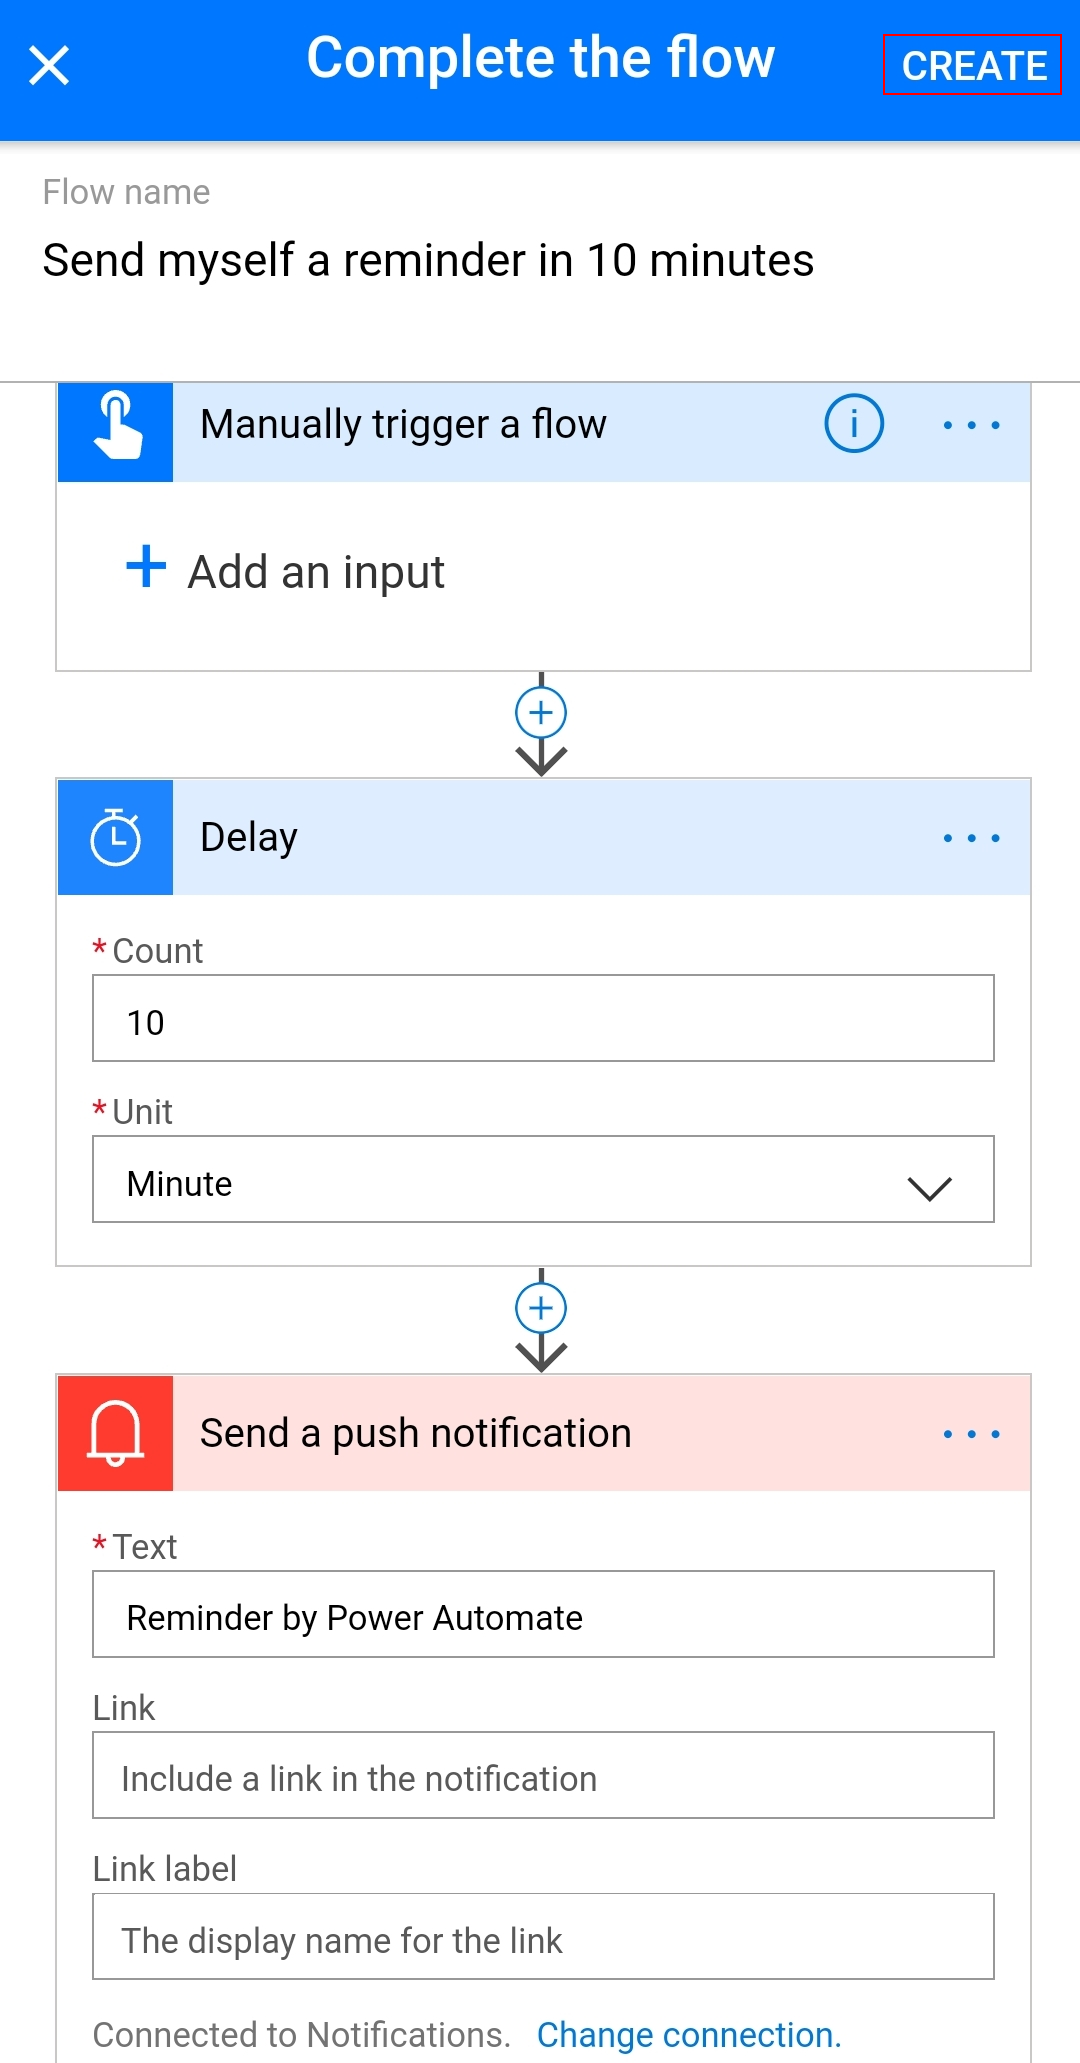 Complete the flow
CREATE
Flow name
Send myself a reminder in 10 minutes
Manually trigger a flow
Add an input
Delay
* Count
10
* Unit
Minute
Send a push notification
* Text
Reminder by Power Automate
Link
Include a link in the notification
Link label
The display name for the link
Connected to Notifications. Change connection.